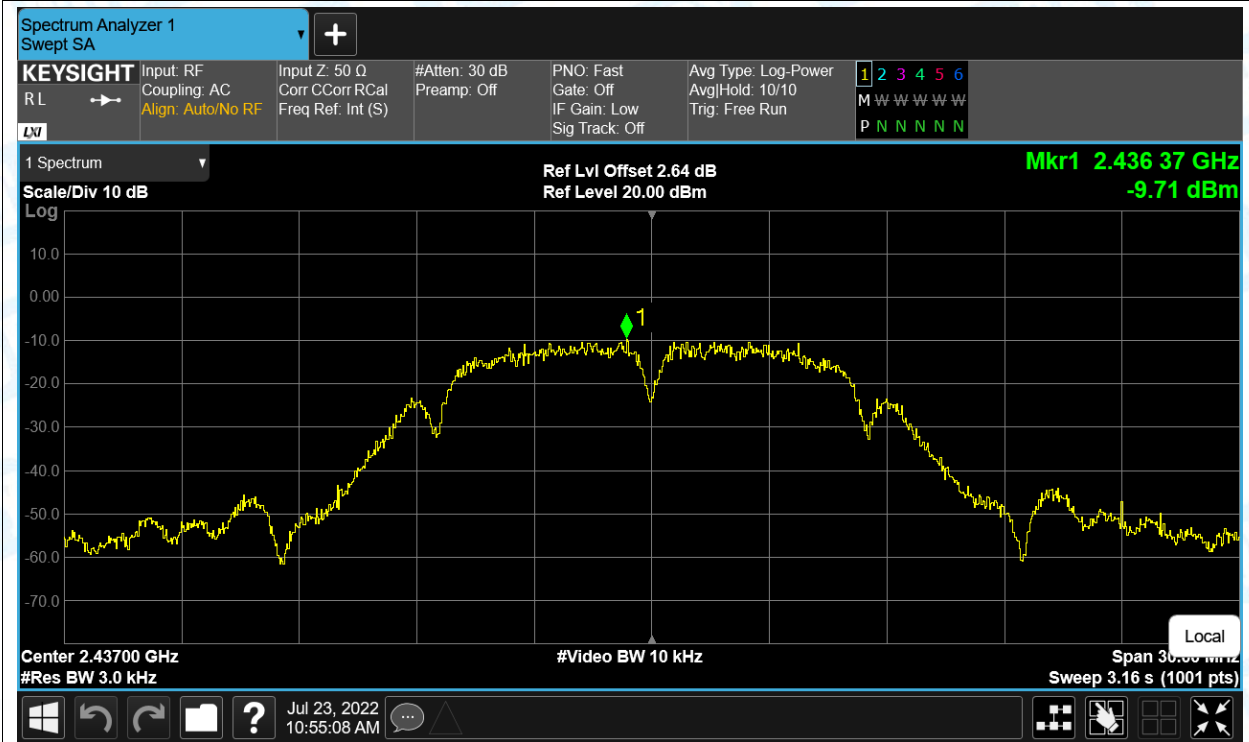 Spectrum Analyzer 1
Swept SA
+
KEYSIGHT
R L
LXI
Input: RF
Coupling: AC
Align: Auto/No RF
Input Z: 50 Ω
Corr CCorr RCal
Freq Ref: Int (S)
#Atten: 30 dB
Preamp: Off
PNO: Fast
Gate: Off
IF Gain: Low
Sig Track: Off
Avg Type: Log-Power
Avg|Hold: 10/10
Trig: Free Run
1 2 3 4 5 6
M W W W W W
P N N N N N
1 Spectrum
Scale/Div 10 dB
Log
Ref Lvl Offset 2.64 dB
Ref Level 20.00 dBm
Mkr1 2.436 37 GHz
-9.71 dBm
10.0
0.00
-10.0
-20.0
-30.0
-40.0
-50.0
-60.0
-70.0
1
Local
Center 2.43700 GHz
#Video BW 10 kHz
Span 30.00 MHz
#Res BW 3.0 kHz
Sweep 3.16 s (1001 pts)
?
Jul 23, 2022
10:55:08 AM